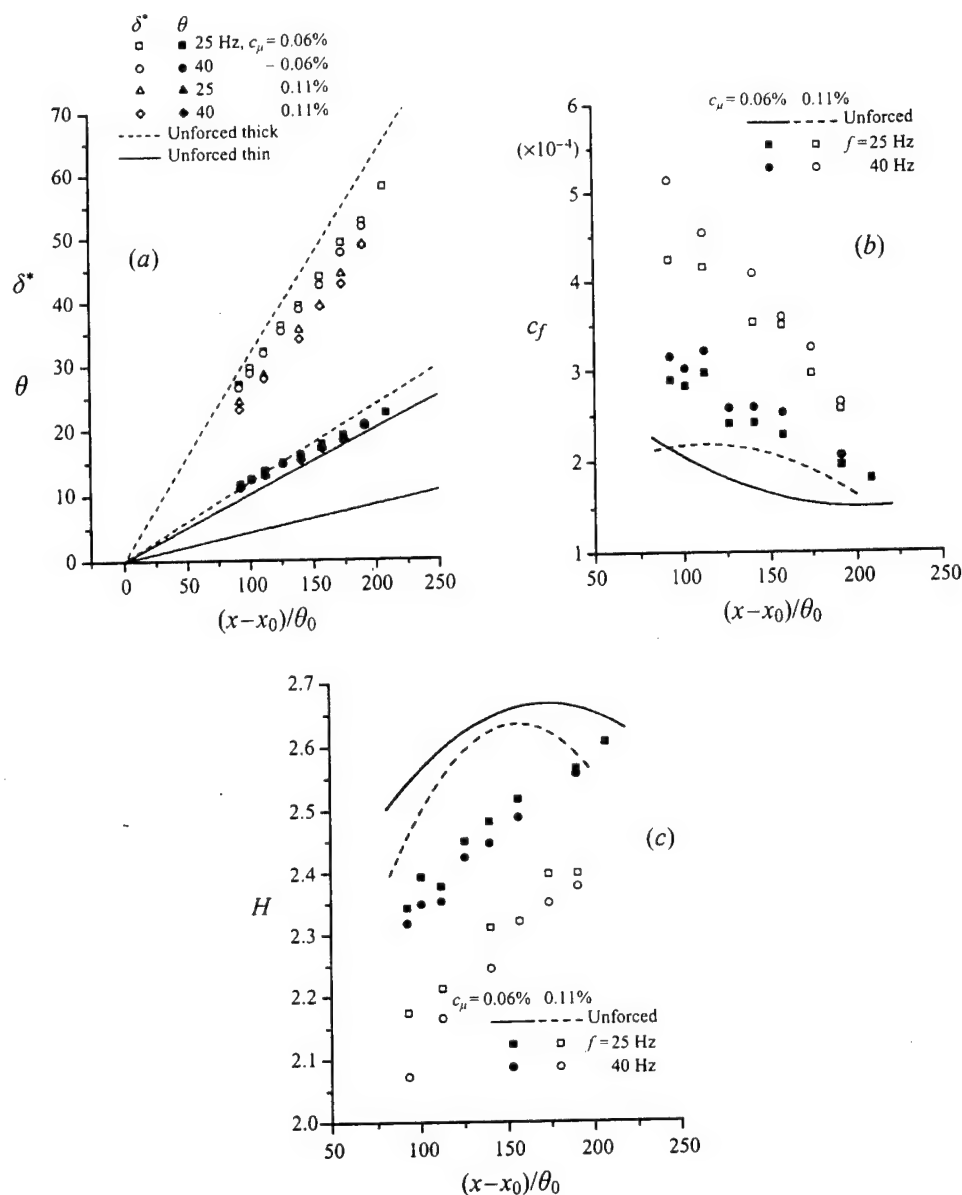 δ* θ
□ ■ 25 Hz, cμ = 0.06%
○ ● 40 – 0.06%
△ ▲ 25 0.11%
◇ ◆ 40 0.11%
Unforced thick
Unforced thin
70
60
50
40
30
20
10
0
δ*
θ
(a)
0 50 100 150 200 250
(x–x0)/θ0
6
(×10⁻⁴)
5
4
3
2
1
cf
cμ = 0.06% 0.11%
Unforced
■ □ f = 25 Hz
● ○ 40 Hz
(b)
50 100 150 200 250
(x–x0)/θ0
2.7
2.6
2.5
2.4
2.3
2.2
2.1
2.0
H
(c)
cμ = 0.06% 0.11%
Unforced
■ □ f = 25 Hz
● ○ 40 Hz
50 100 150 200 250
(x–x0)/θ0